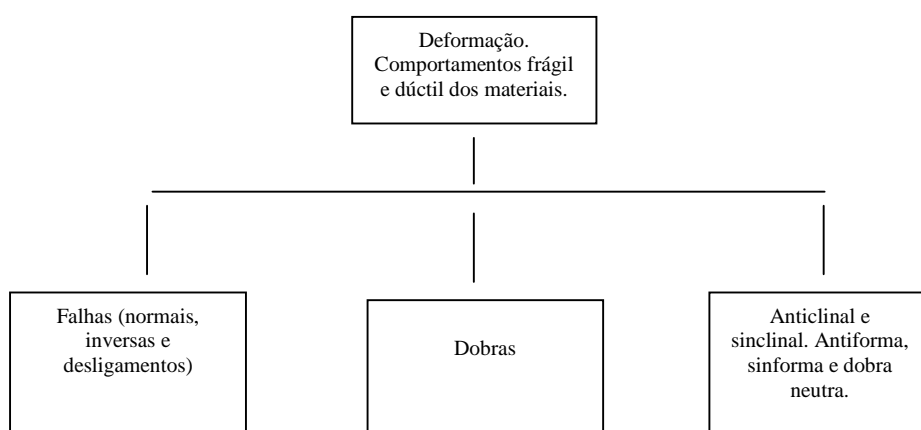 Deformação.
Comportamentos frágil
e dúctil dos materiais.
Falhas (normais,
inversas e
desligamentos)
Dobras
Anticlinal e
sinclinal. Antiforma,
sinforma e dobra
neutra.